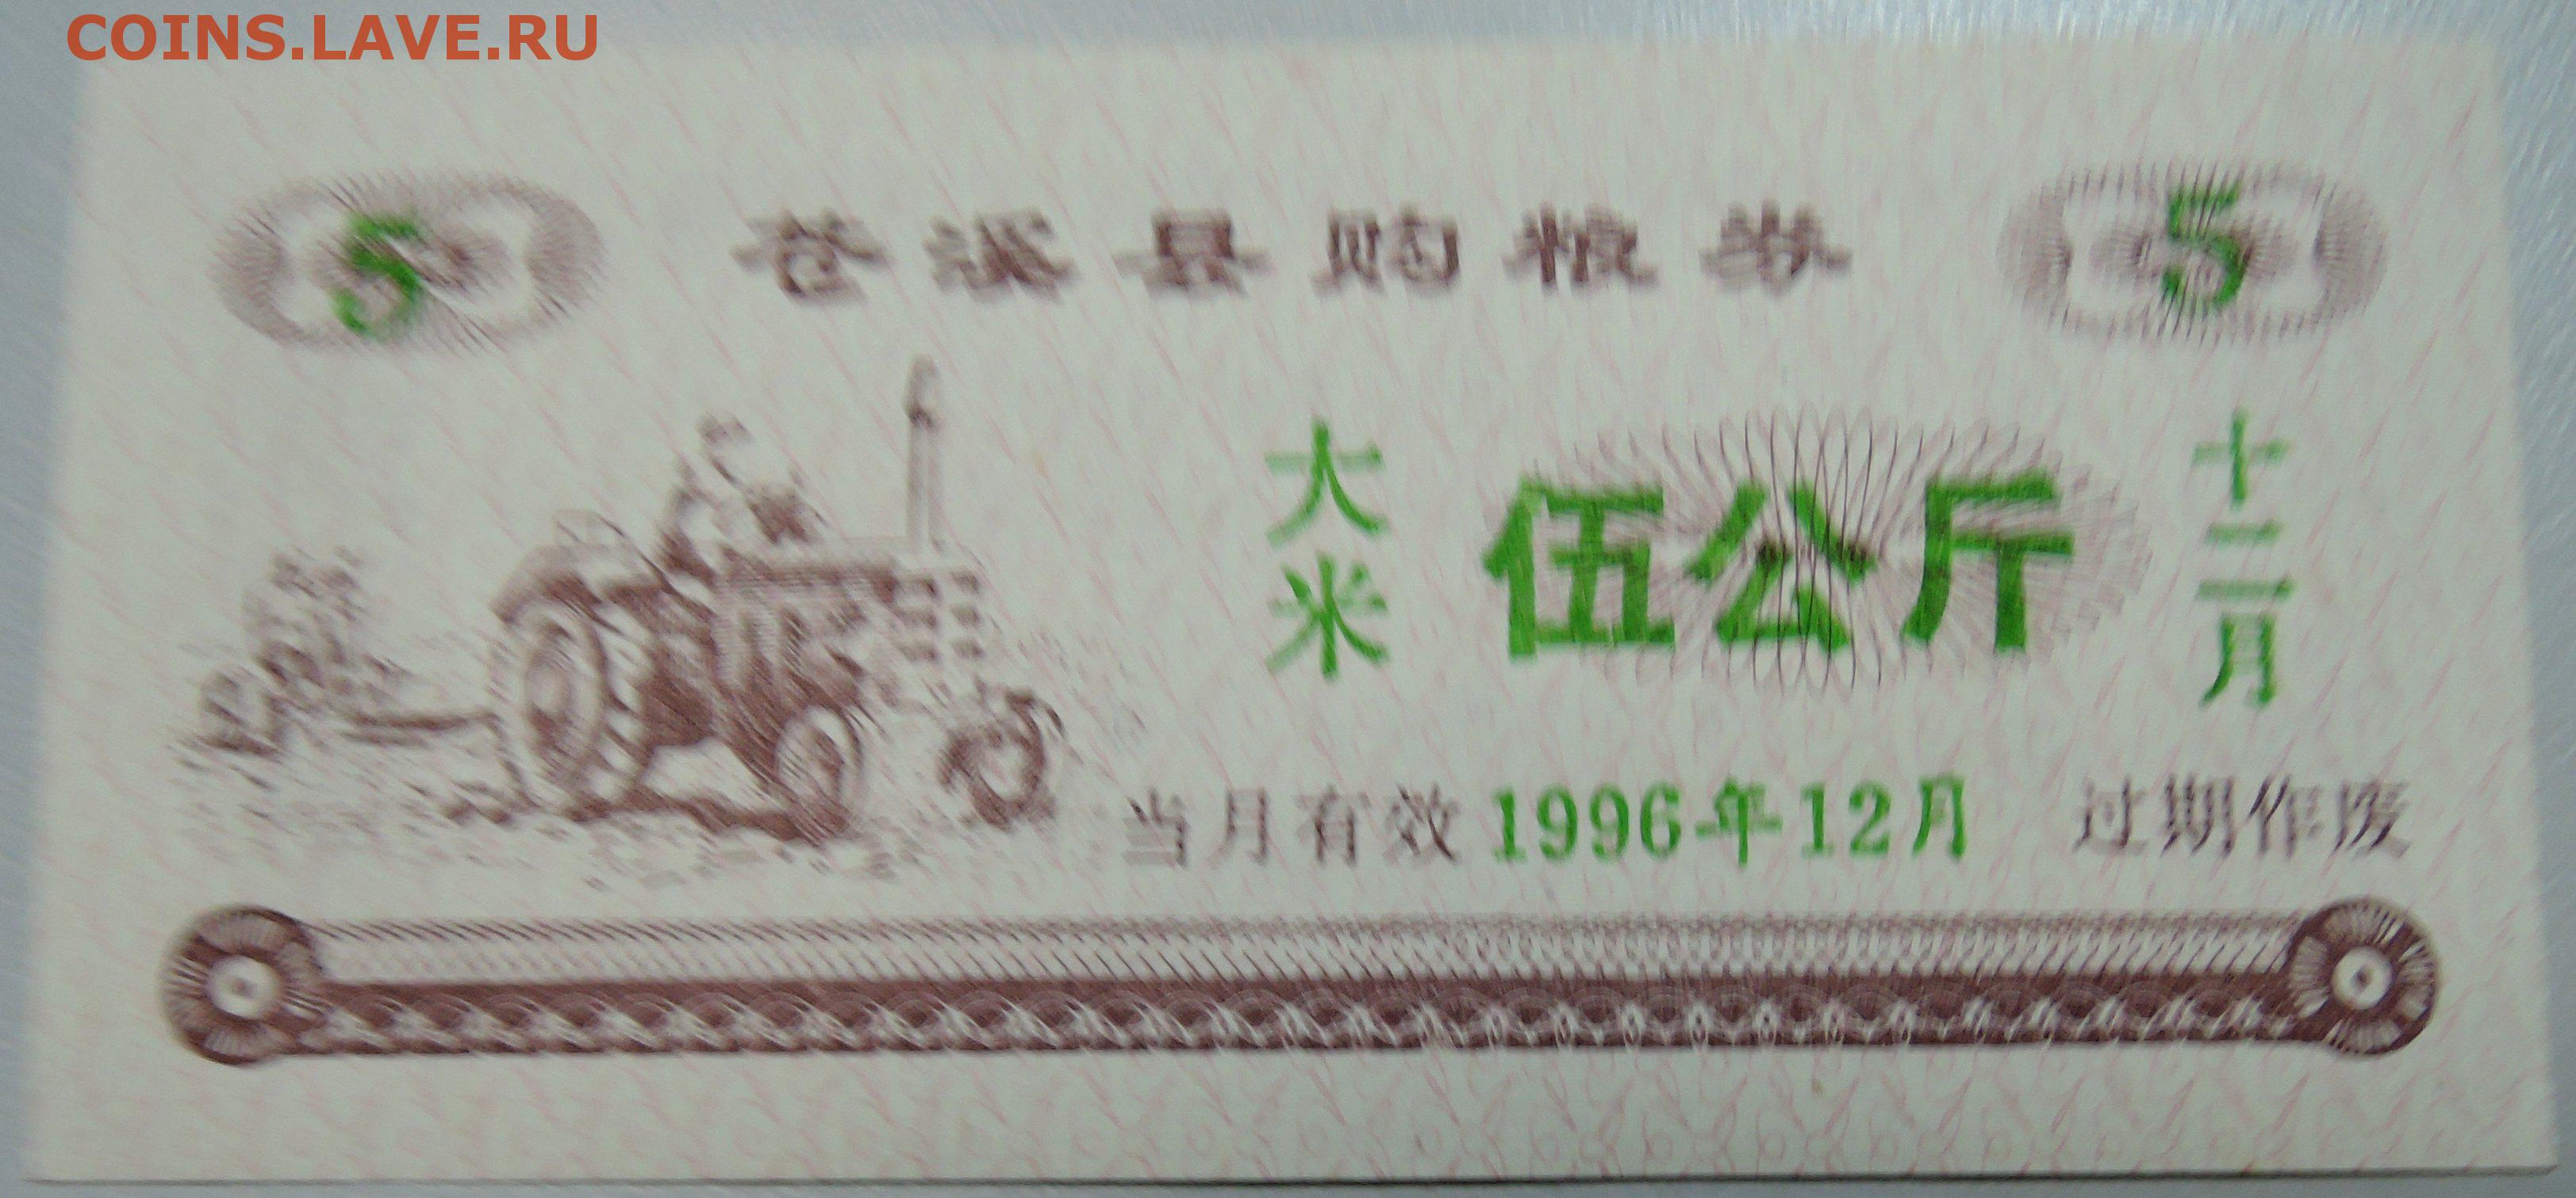 COINS.LAVE.RU
5 苍溪县购粮券 5
大米
伍公斤
十二月
当月有效 1996年12月 过期作废